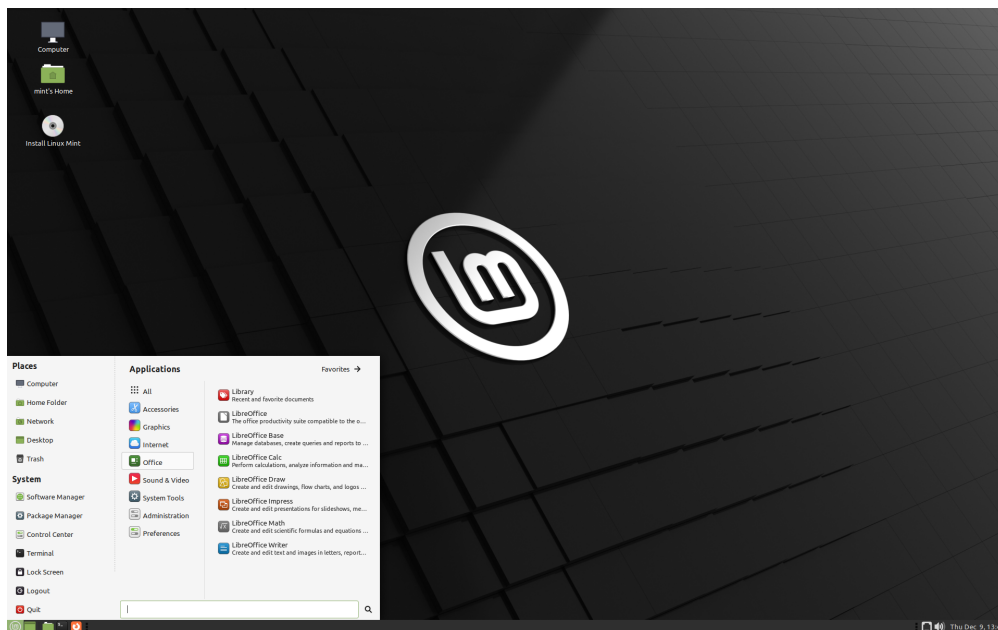 Computer
mint's Home
Install Linux Mint
Places
Computer
Home Folder
Network
Desktop
Trash
System
Software Manager
Package Manager
Control Center
Terminal
Lock Screen
Logout
Quit
Applications
Favorites
All
Accessories
Graphics
Internet
Office
Sound & Video
System Tools
Administration
Preferences
Library
Recent and favorite documents
LibreOffice
The office productivity suite compatible to the o...
LibreOffice Base
Manage databases, create queries and reports to ...
LibreOffice Calc
Perform calculations, analyze information and ma...
LibreOffice Draw
Create and edit drawings, flow charts, and logos ...
LibreOffice Impress
Create and edit presentations for slideshows, me...
LibreOffice Math
Create and edit scientific formulas and equations ...
LibreOffice Writer
Create and edit text and images in letters, report...
Thu Dec 9, 13: